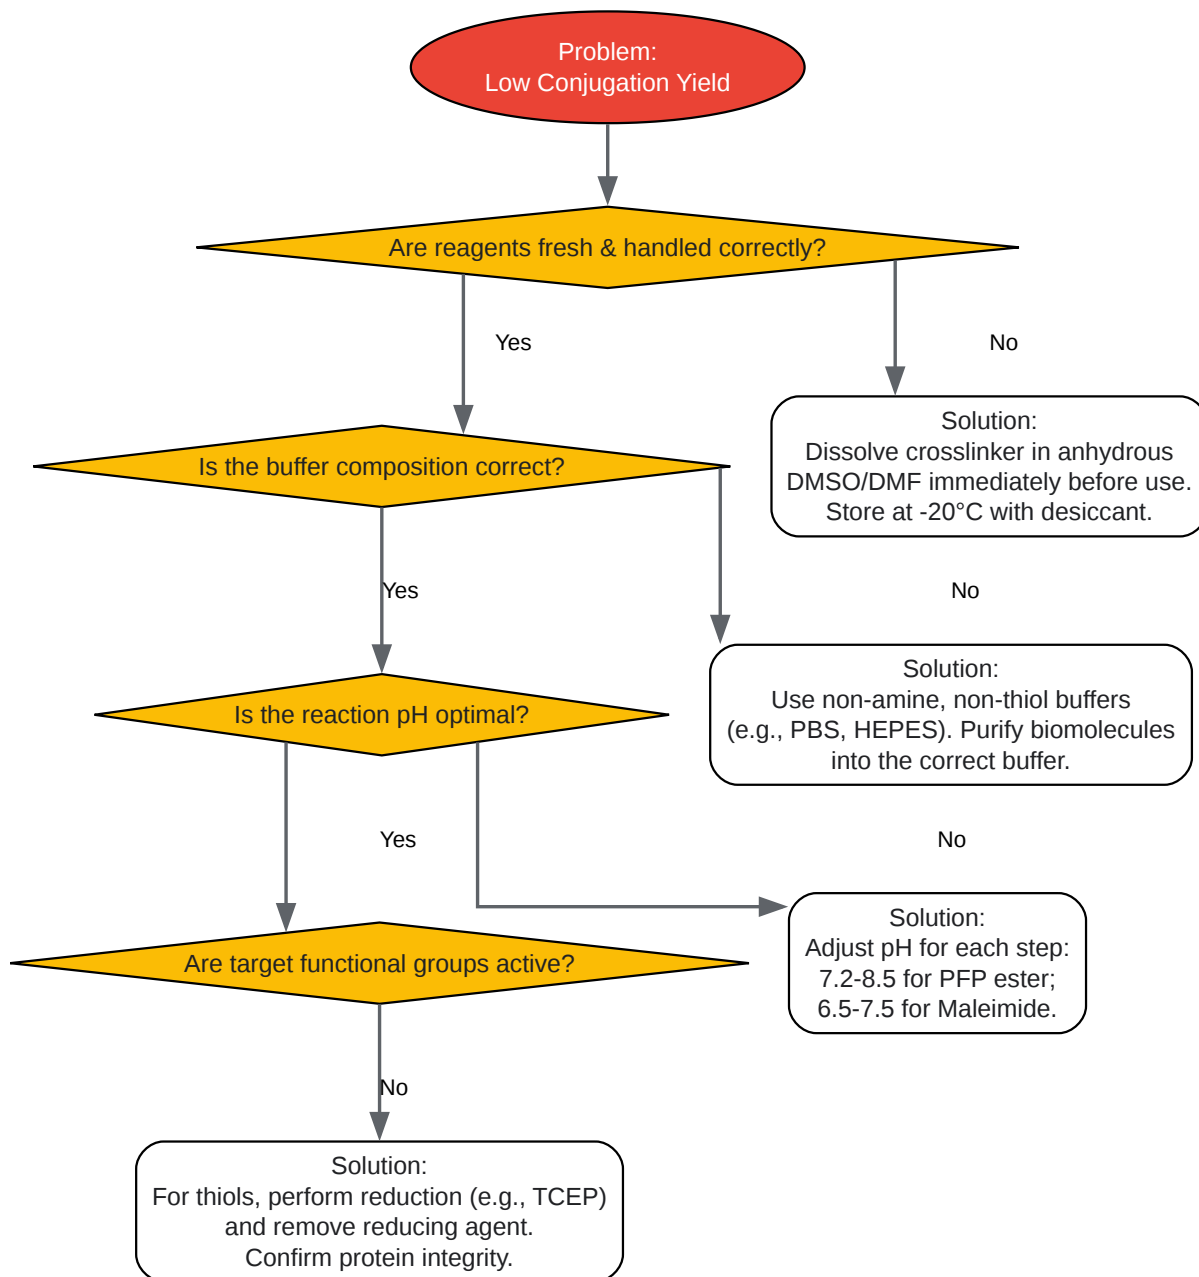 Problem:
Low Conjugation Yield
Are reagents fresh & handled correctly?
Yes
No
Solution:
Dissolve crosslinker in anhydrous
DMSO/DMF immediately before use.
Store at -20°C with desiccant.
Is the buffer composition correct?
Yes
No
Solution:
Use non-amine, non-thiol buffers
(e.g., PBS, HEPES). Purify biomolecules
into the correct buffer.
Is the reaction pH optimal?
Yes
No
Solution:
Adjust pH for each step:
7.2-8.5 for PFP ester;
6.5-7.5 for Maleimide.
Are target functional groups active?
No
Solution:
For thiols, perform reduction (e.g., TCEP)
and remove reducing agent.
Confirm protein integrity.